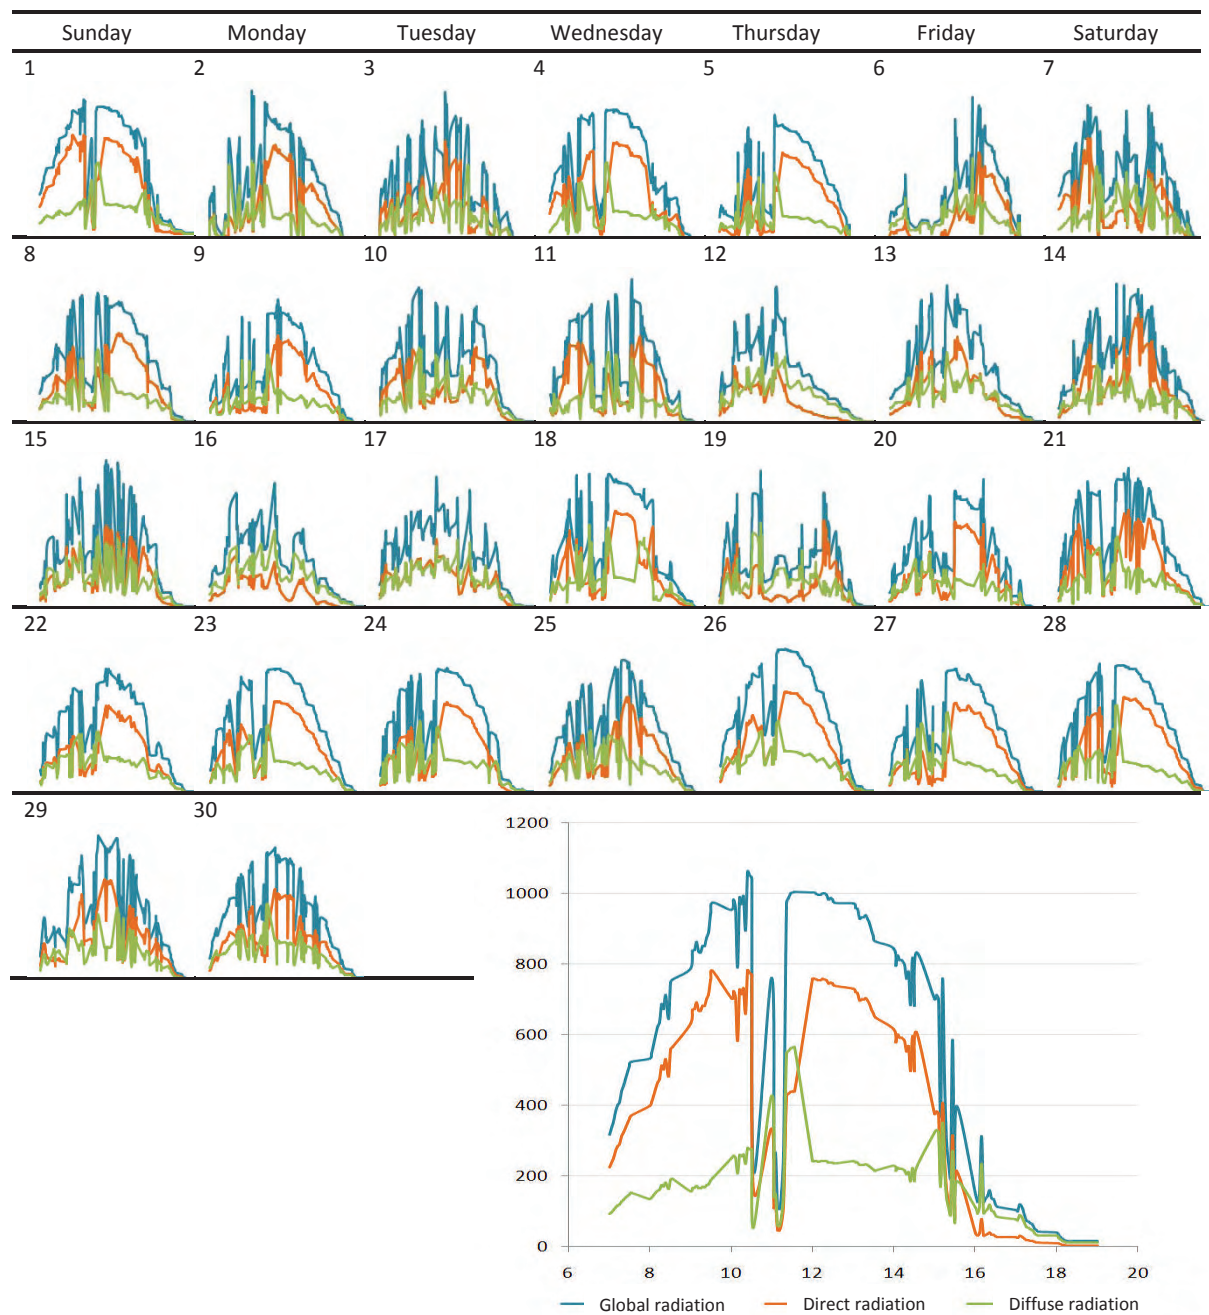 Sunday Monday Tuesday Wednesday Thursday Friday Saturday
1 2 3 4 5 6 7
8 9 10 11 12 13 14
15 16 17 18 19 20 21
22 23 24 25 26 27 28
29 30
1200
1000
800
600
400
200
0
6 8 10 12 14 16 18 20
Global radiation Direct radiation Diffuse radiation